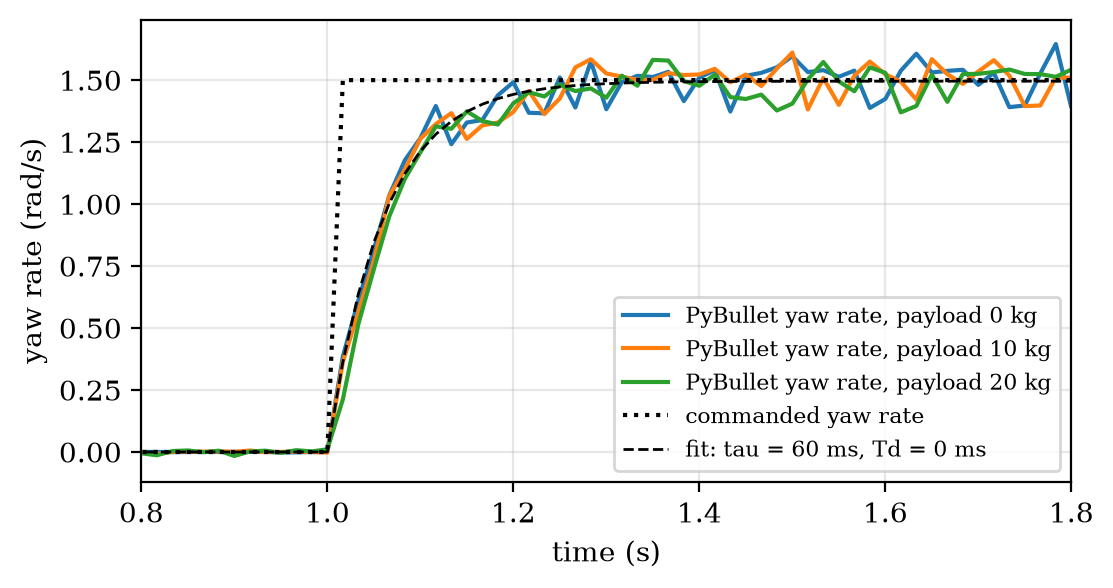 yaw rate (rad/s)
1.50
1.25
1.00
0.75
0.50
0.25
0.00
PyBullet yaw rate, payload 0 kg
PyBullet yaw rate, payload 10 kg
PyBullet yaw rate, payload 20 kg
commanded yaw rate
fit: tau = 60 ms, Td = 0 ms
0.8 1.0 1.2 1.4 1.6 1.8
time (s)